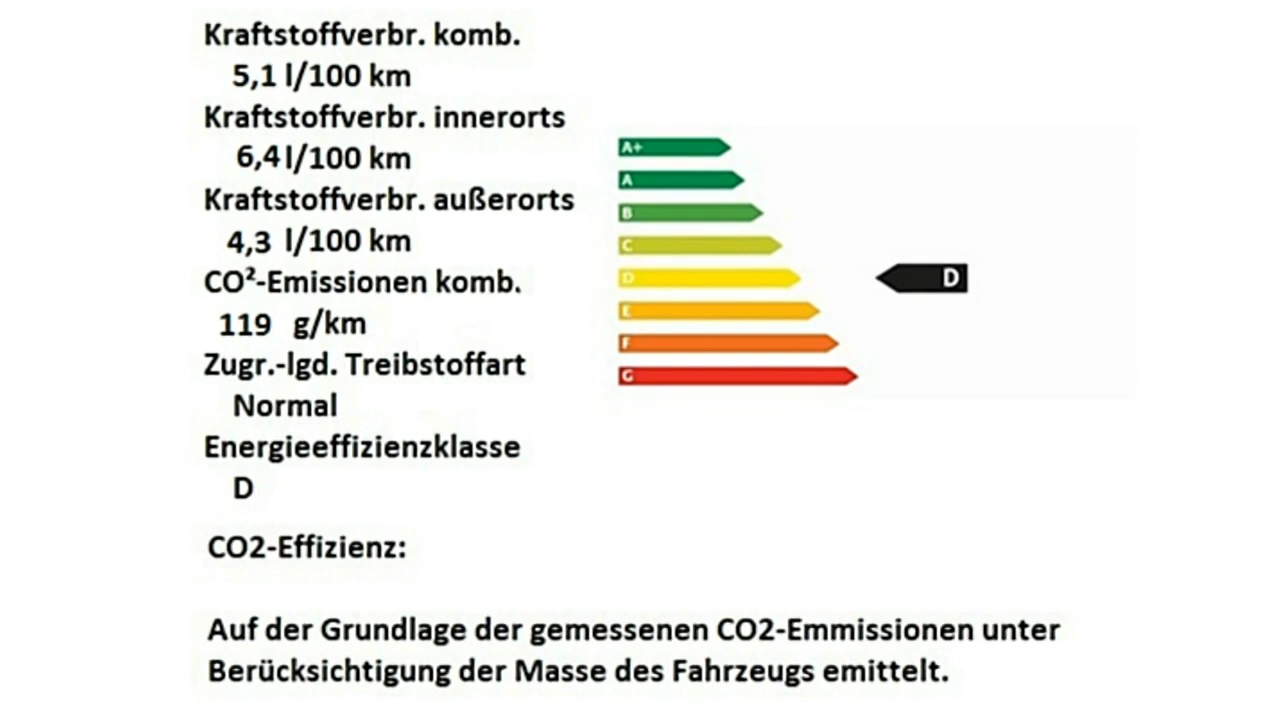 Kraftstoffverbr. komb.
5,1 l/100 km
Kraftstoffverbr. innerorts
6,4 l/100 km
Kraftstoffverbr. außerorts
4,3 l/100 km
CO²-Emissionen komb.
119 g/km
Zugr.-lgd. Treibstoffart
Normal
Energieeffizienzklasse
D
A+
A
B
C
D
D
E
F
G
CO2-Effizienz:
Auf der Grundlage der gemessenen CO2-Emmissionen unter
Berücksichtigung der Masse des Fahrzeugs emittelt.